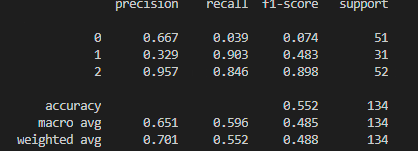 precision recall f1-score support
0 0.667 0.039 0.074 51
1 0.329 0.903 0.483 31
2 0.957 0.846 0.898 52
accuracy 0.552 134
macro avg 0.651 0.596 0.485 134
weighted avg 0.701 0.552 0.488 134